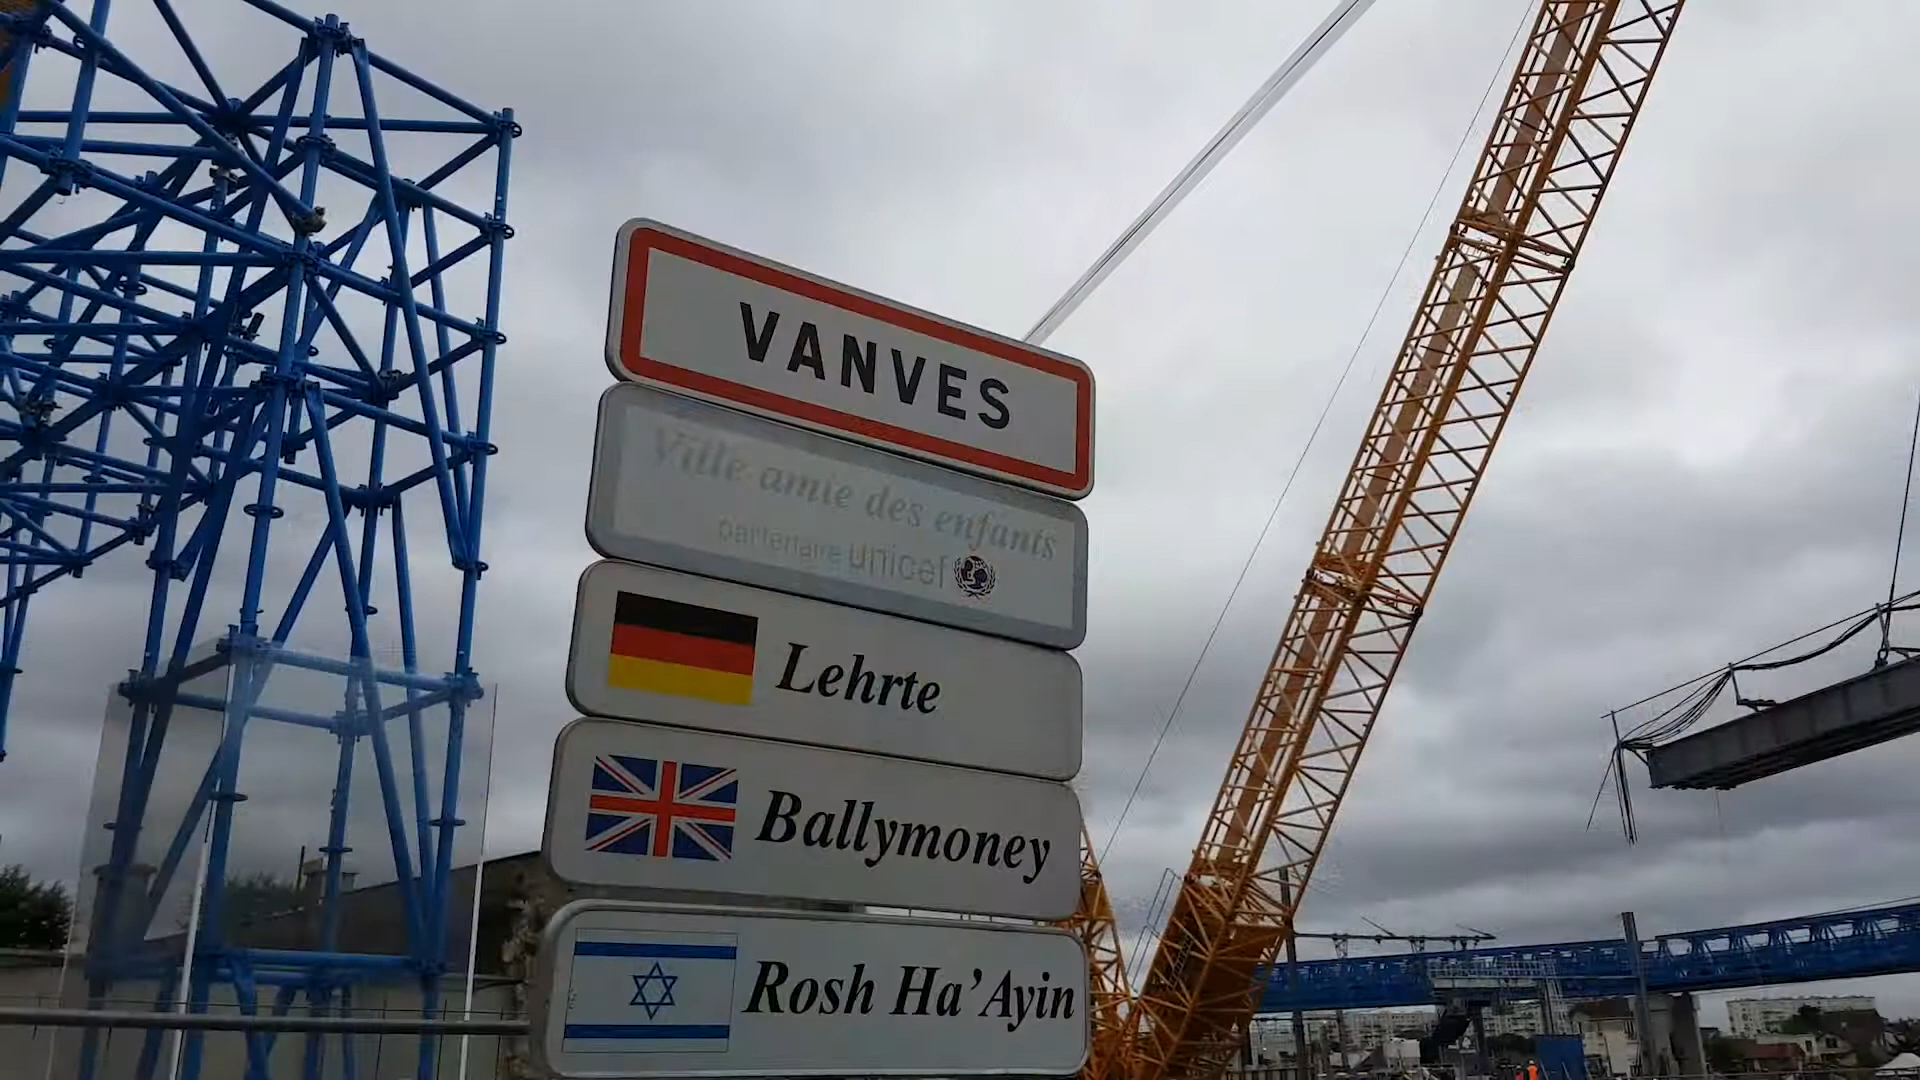 VANVES
Ville amie des enfants
partenaire unicef
Lehrte
Ballymoney
Rosh Ha'Ayin